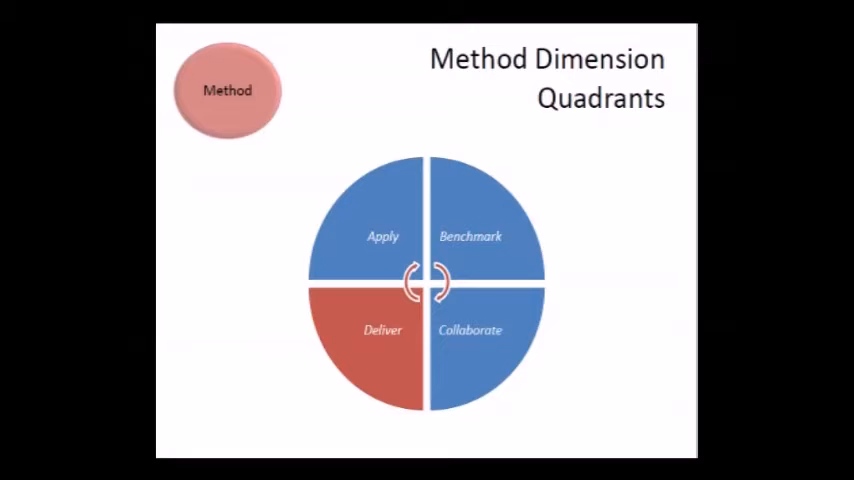 Method
Method Dimension
Quadrants
Apply
Benchmark
Deliver
Collaborate